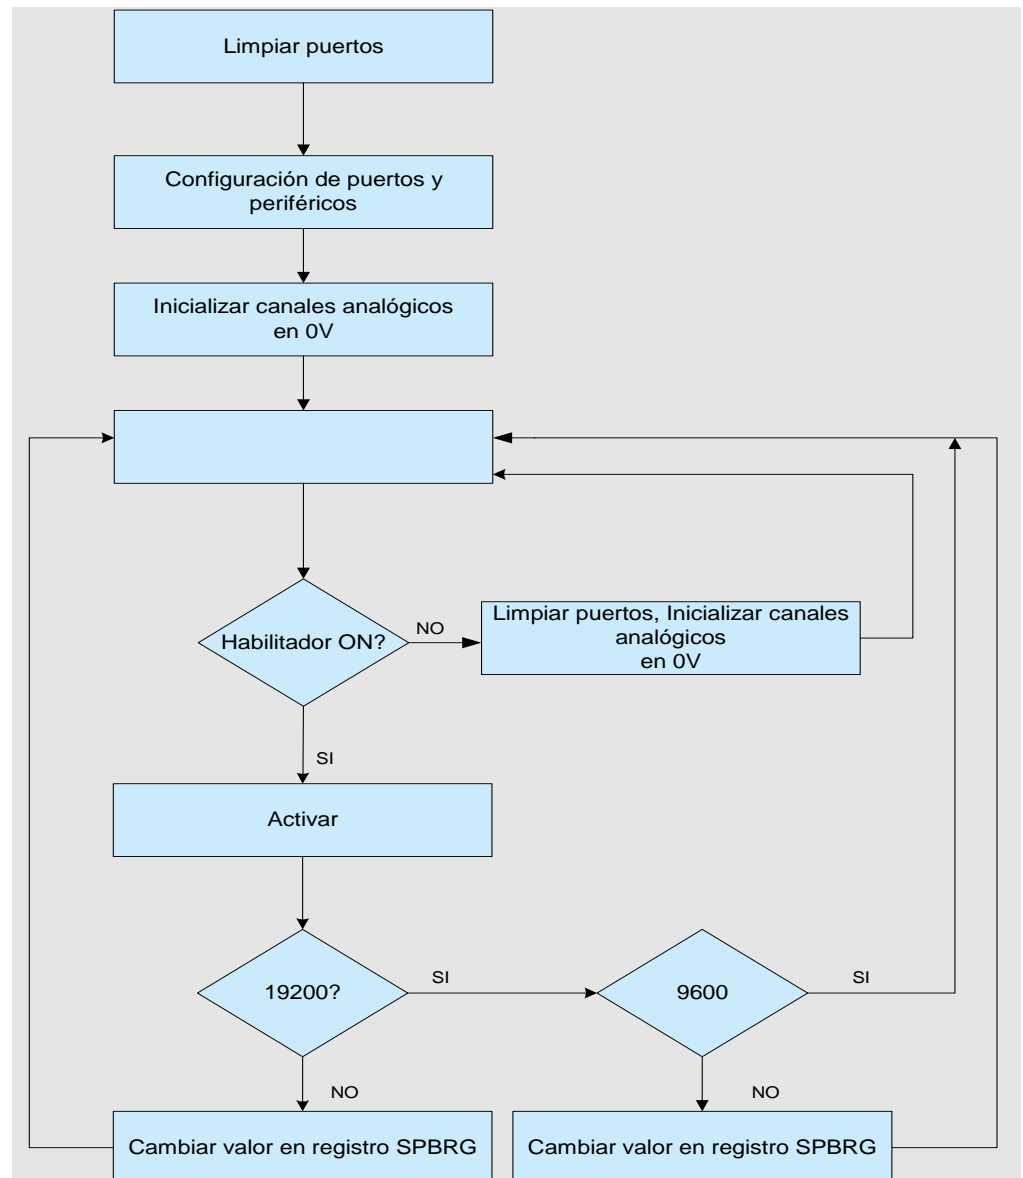 Limpiar puertos
Configuración de puertos y
periféricos
Inicializar canales analógicos
en 0V
Habilitador ON?
NO
Limpiar puertos, Inicializar canales
analógicos
en 0V
SI
Activar
19200?
SI
9600
SI
NO
NO
Cambiar valor en registro SPBRG
Cambiar valor en registro SPBRG